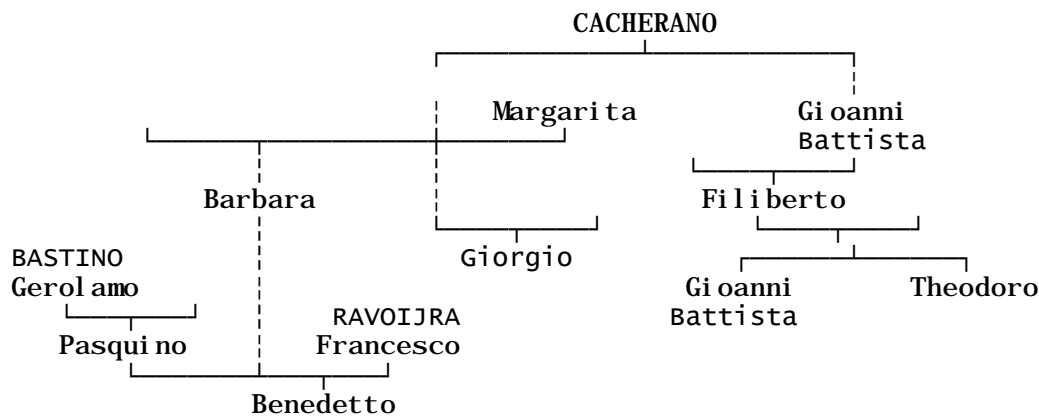 CACHERANO
Margarita
Gioanni
Battista
Barbara
Filiberto
BASTINO
Gerolamo
Giorgio
Gioanni
Battista
Theodoro
Pasquino
RAVOIJRA
Francesco
Benedetto